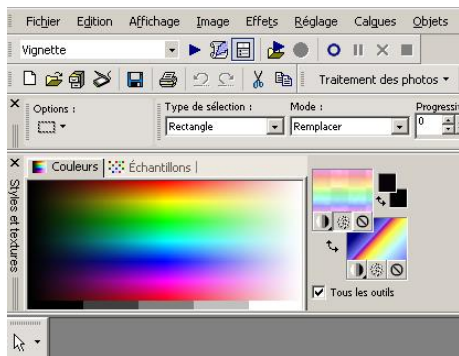 Fichier Edition Affichage Image Effets Réglage Calques Objets
Vignette
Traitement des photos
Options :
Type de sélection :
Mode :
Progressi
Rectangle
Remplacer
0
Couleurs
Échantillons
Styles et textures
Tous les outils